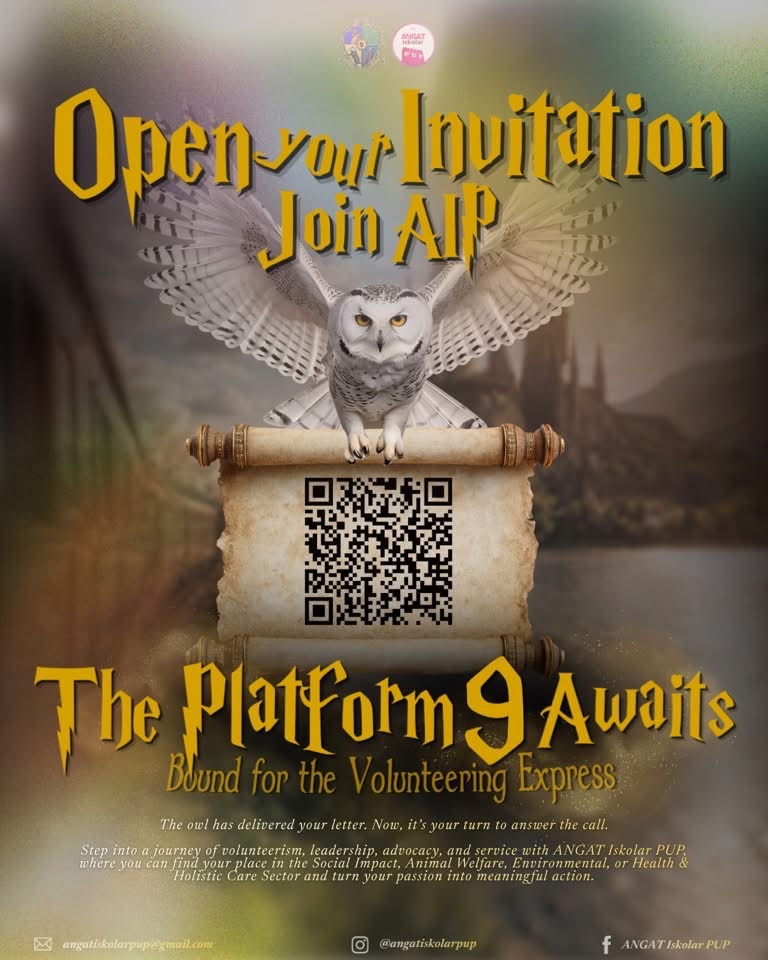 ANGAT
Iskolar
PUP
Open your Invitation
Join AIP
The Platform 9 Awaits
Bound for the Volunteering Express
The owl has delivered your letter. Now, it's your turn to answer the call.
Step into a journey of volunteerism, leadership, advocacy, and service with ANGAT Iskolar PUP,
where you can find your place in the Social Impact, Animal Welfare, Environmental, or Health &
Holistic Care Sector and turn your passion into meaningful action.
angatiskolarpup@gmail.com
@angatiskolarpup
ANGAT Iskolar PUP